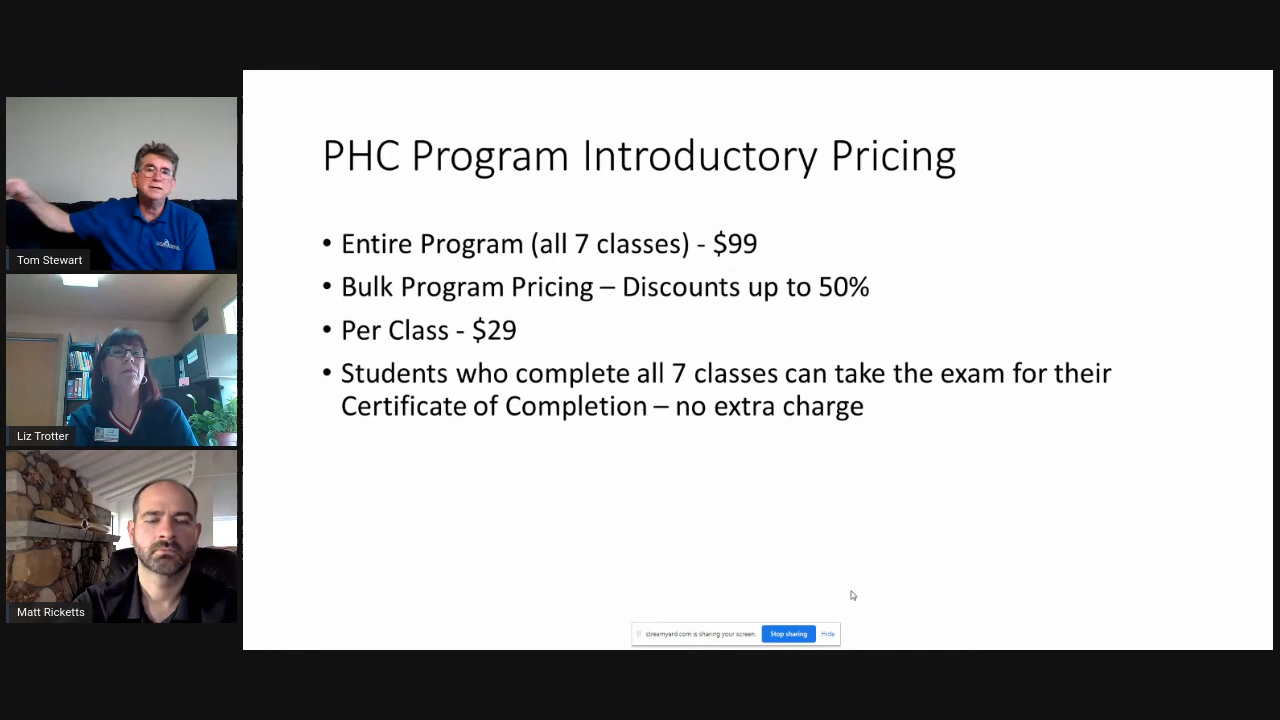 PHC Program Introductory Pricing
• Entire Program (all 7 classes) - $99
• Bulk Program Pricing – Discounts up to 50%
• Per Class - $29
• Students who complete all 7 classes can take the exam for their
Certificate of Completion – no extra charge
Tom Stewart
Liz Trotter
Matt Ricketts
streamyard.com is sharing your screen. Stop sharing Hide